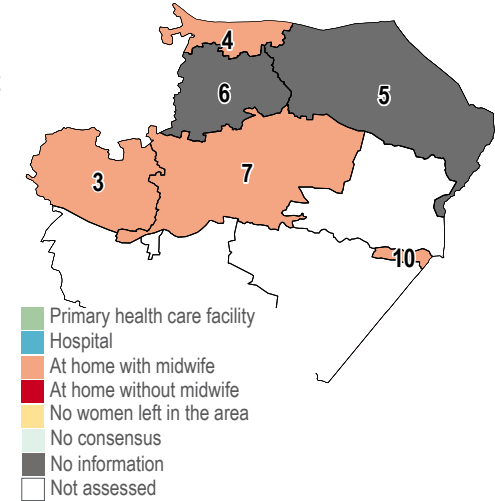 4
6
5
3
7
10
Primary health care facility
Hospital
At home with midwife
At home without midwife
No women left in the area
No consensus
No information
Not assessed